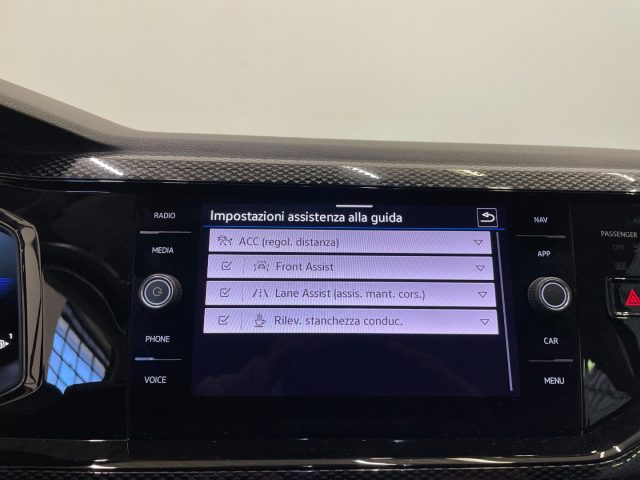 RADIO
MEDIA
PHONE
VOICE
Impostazioni assistenza alla guida
ACC (regol. distanza)
Front Assist
Lane Assist (assis. mant. cors.)
Rilev. stanchezza conduc.
NAV
APP
CAR
MENU
PASSENGER
OFF